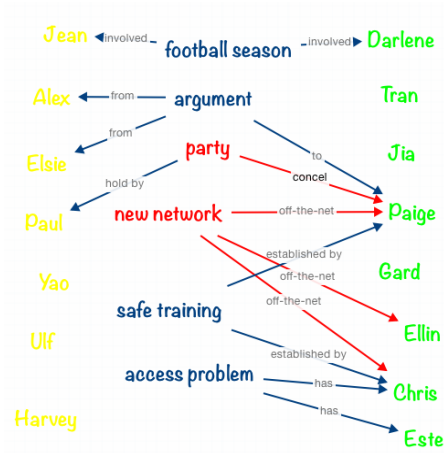 Jean
involved
football season
involved
Darlene
Alex
from
argument
Tran
from
Elsie
party
to
Jia
hold by
concel
Paul
new network
off-the-net
Paige
established by
Yao
off-the-net
Gard
safe training
off-the-net
Ulf
Ellin
established by
access problem
has
Chris
Harvey
has
Este